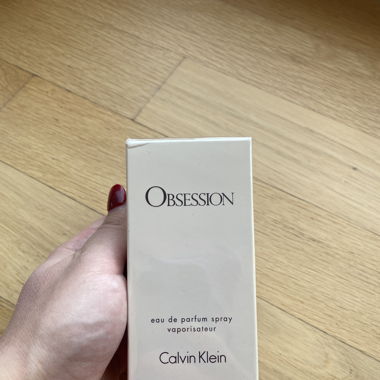 OBSESSION
eau de parfum spray
vaporisateur
Calvin Klein